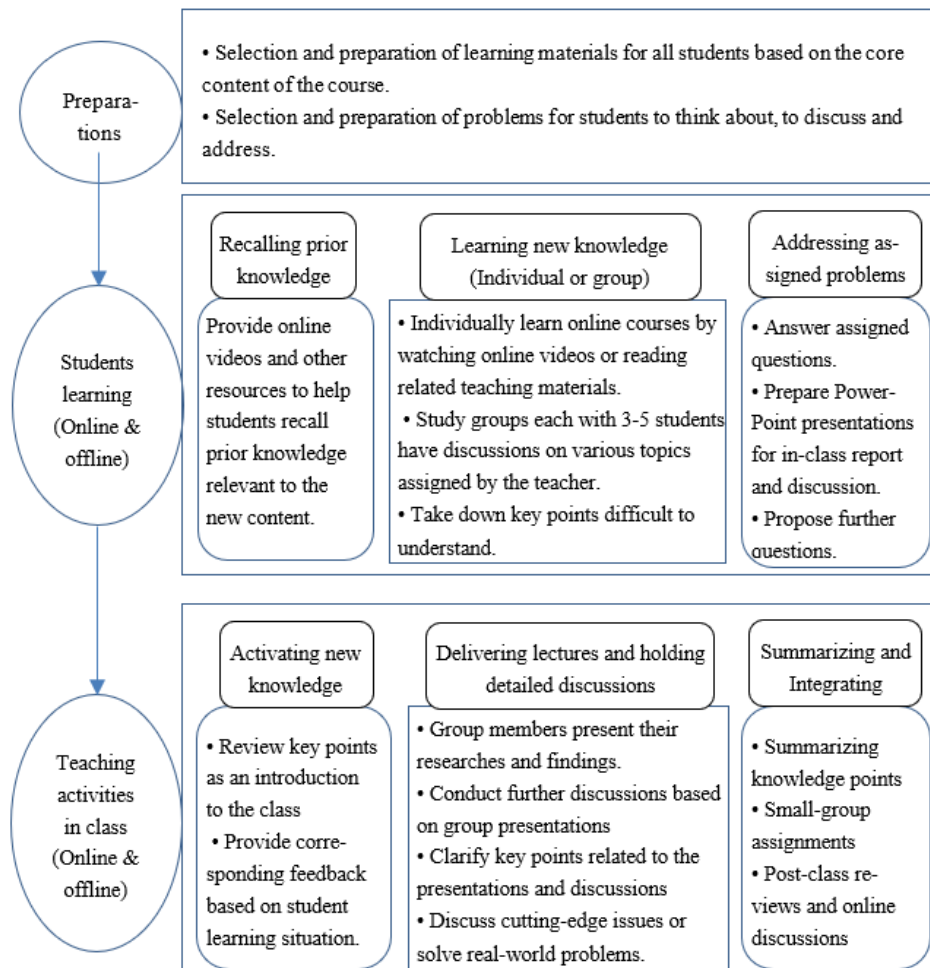 Prepara-
tions
• Selection and preparation of learning materials for all students based on the core
content of the course.
• Selection and preparation of problems for students to think about, to discuss and
address.
Students
learning
(Online &
offline)
Recalling prior
knowledge
Provide online
videos and other
resources to help
students recall
prior knowledge
relevant to the
new content.
Learning new knowledge
(Individual or group)
• Individually learn online courses by
watching online videos or reading
related teaching materials.
• Study groups each with 3-5 students
have discussions on various topics
assigned by the teacher.
• Take down key points difficult to
understand.
Addressing as-
signed problems
• Answer assigned
questions.
• Prepare Power-
Point presentations
for in-class report
and discussion.
• Propose further
questions.
Teaching
activities
in class
(Online &
offline)
Activating new
knowledge
• Review key points
as an introduction
to the class
• Provide corre-
sponding feedback
based on student
learning situation.
Delivering lectures and holding
detailed discussions
• Group members present their
researches and findings.
• Conduct further discussions based
on group presentations
• Clarify key points related to the
presentations and discussions
• Discuss cutting-edge issues or
solve real-world problems.
Summarizing and
Integrating
• Summarizing
knowledge points
• Small-group
assignments
• Post-class re-
views and online
discussions